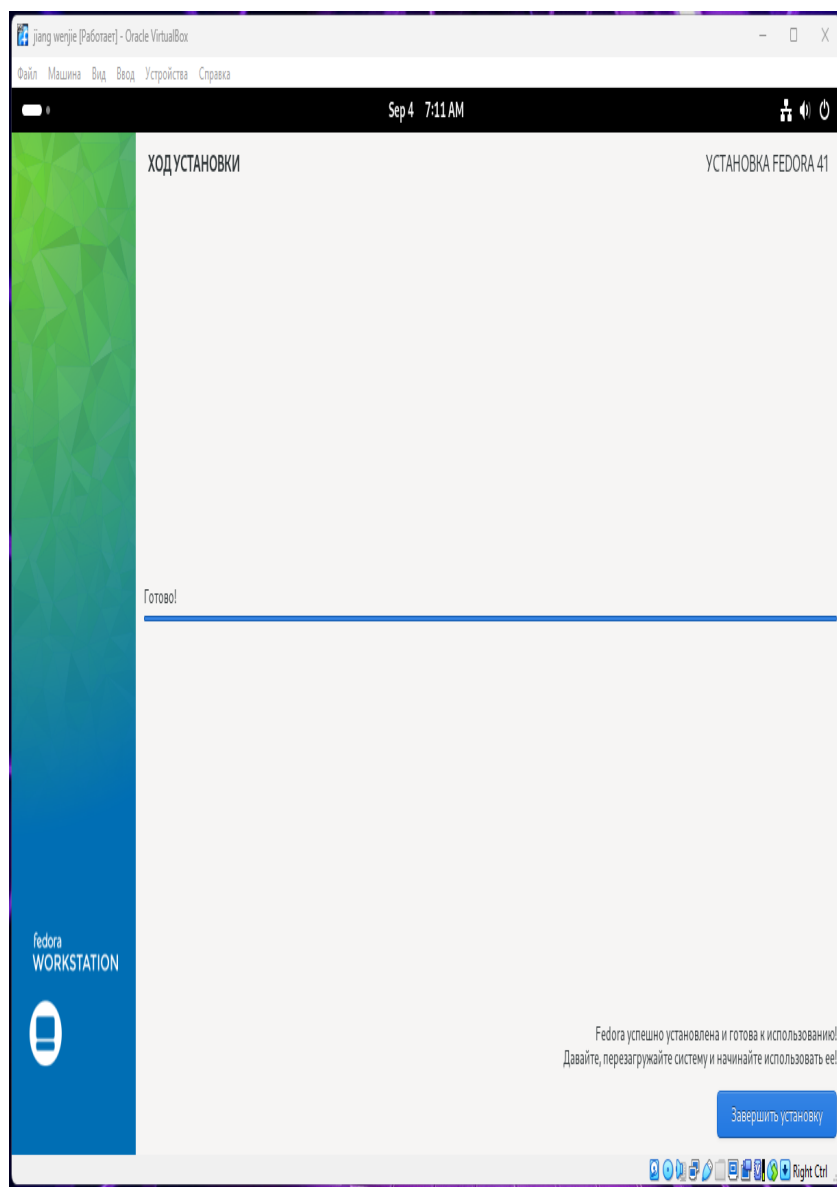 jiang wenjie [Работает] - Oracle VirtualBox
Файл Машина Вид Ввод Устройства Справка
Sep 4 7:11 AM
ХОД УСТАНОВКИ
УСТАНОВКА FEDORA 41
Готово!
fedora
WORKSTATION
Fedora успешно установлена и готова к использованию!
Давайте, перезагружайте систему и начинайте использовать ее!
Завершить установку
Right Ctrl